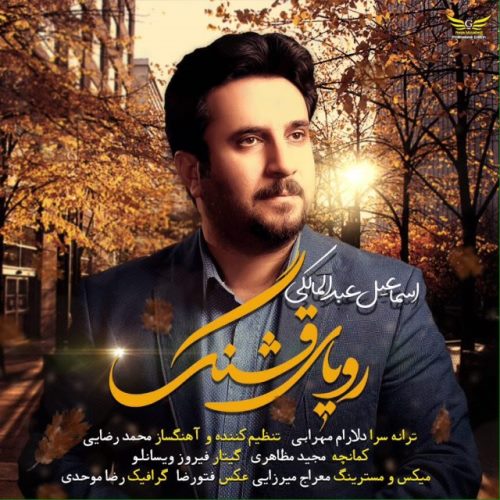 G
اسماعیل عبدالمالکی
رویای قشنگ
ترانه سرا دلارام مهرابی تنظیم کننده و آهنگساز محمد رضایی
کمانچه مجید مظاهری گیتار فیروز ویسانلو
میکس و مسترینگ معراج میرزایی عکس فتورضا گرافیک رضا موحدی